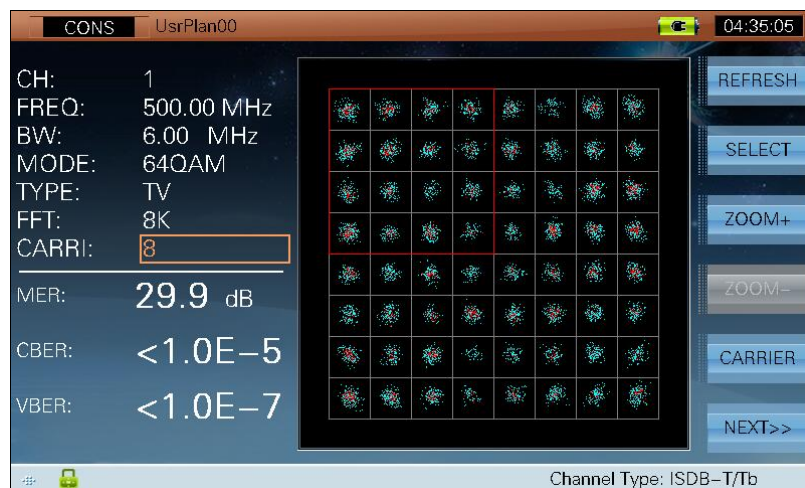 CONS UsrPlan00 04:35:05
CH: 1
FREQ: 500.00 MHz
BW: 6.00 MHz
MODE: 64QAM
TYPE: TV
FFT: 8K
CARRI: 8
MER: 29.9 dB
CBER: <1.0E-5
VBER: <1.0E-7
REFRESH
SELECT
ZOOM+
ZOOM-
CARRIER
NEXT>>
Channel Type: ISDB-T/Tb